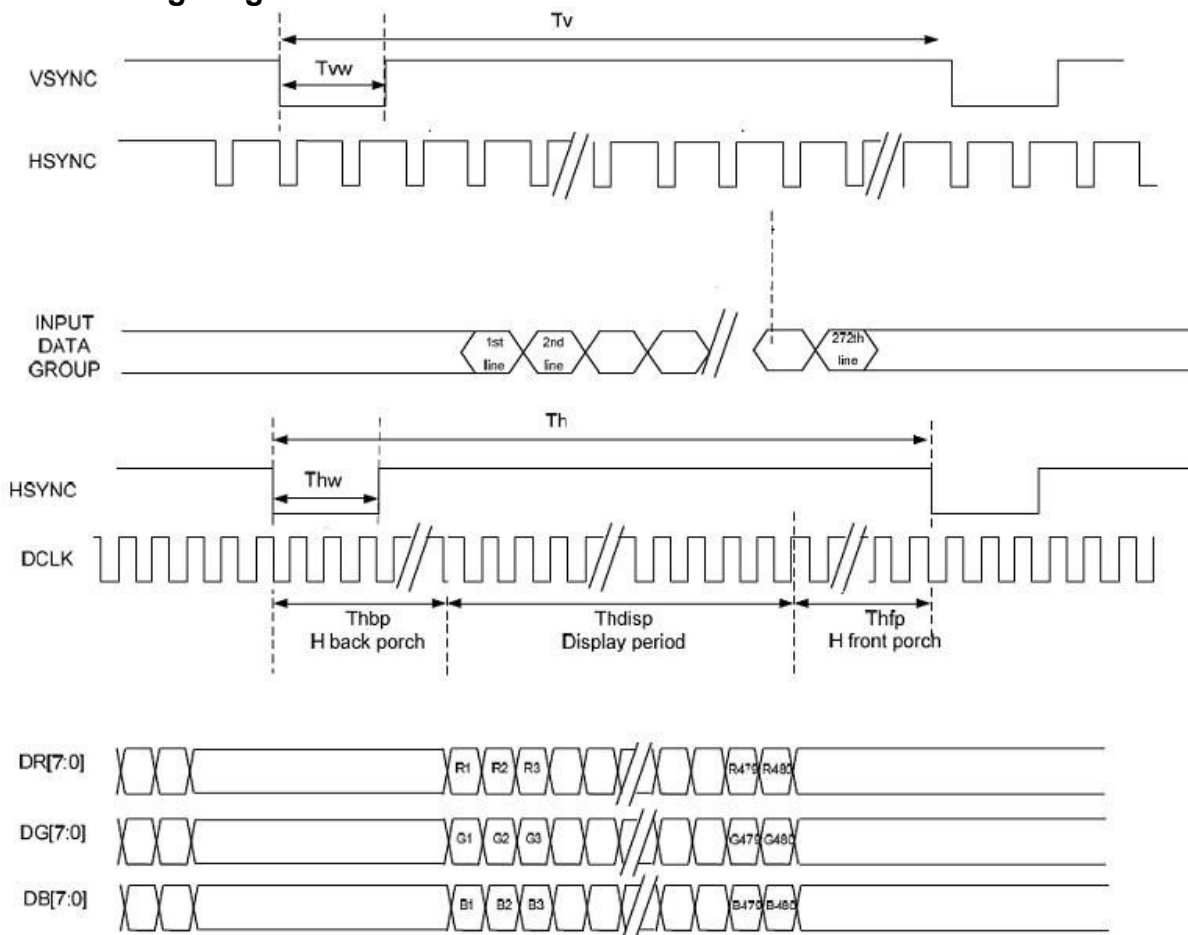 Tv
VSYNC
Tvw
HSYNC
INPUT
DATA
GROUP
1st
line
2nd
line
272th
line
Th
HSYNC
Thw
DCLK
Thbp
H back porch
Thdisp
Display period
Thfp
H front porch
DR[7:0]
R1 R2 R3 R479 R480
DG[7:0]
G1 G2 G3 G479 G480
DB[7:0]
B1 B2 B3 B479 B480